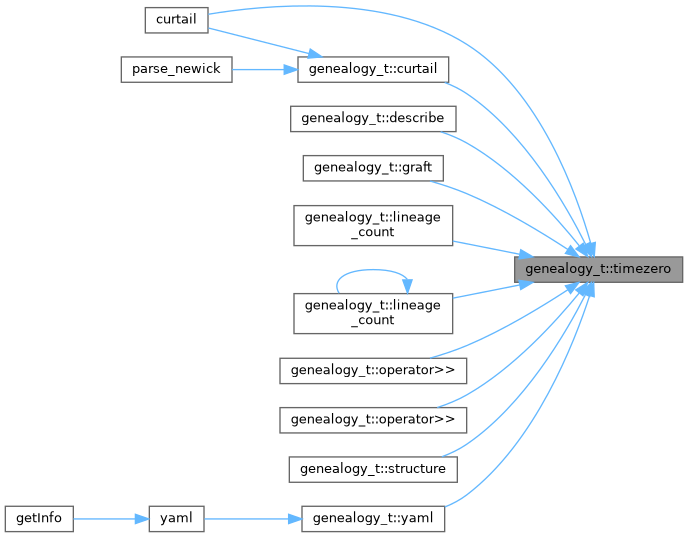 curtail
parse_newick
genealogy_t::curtail
genealogy_t::describe
genealogy_t::graft
genealogy_t::lineage
_count
genealogy_t::timezero
genealogy_t::lineage
_count
genealogy_t::operator>>
genealogy_t::operator>>
genealogy_t::structure
getInfo
yaml
genealogy_t::yaml